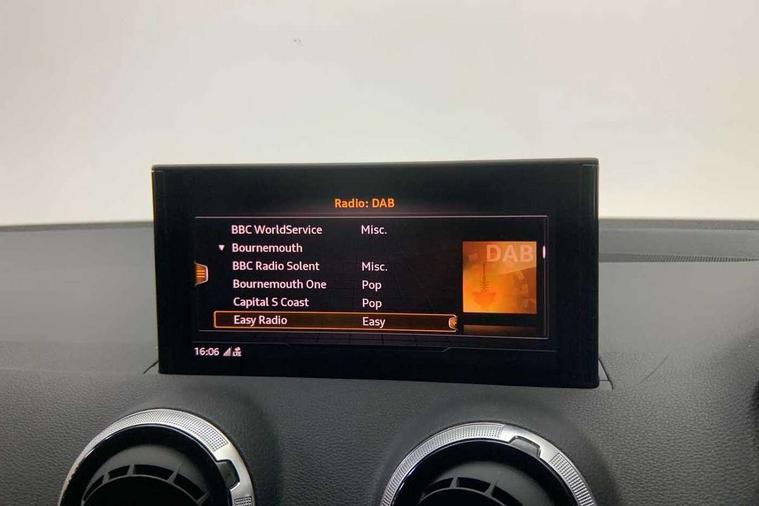 Radio: DAB
BBC WorldService Misc.
Bournemouth
BBC Radio Solent Misc.
Bournemouth One Pop
Capital S Coast Pop
Easy Radio Easy
DAB
16:06